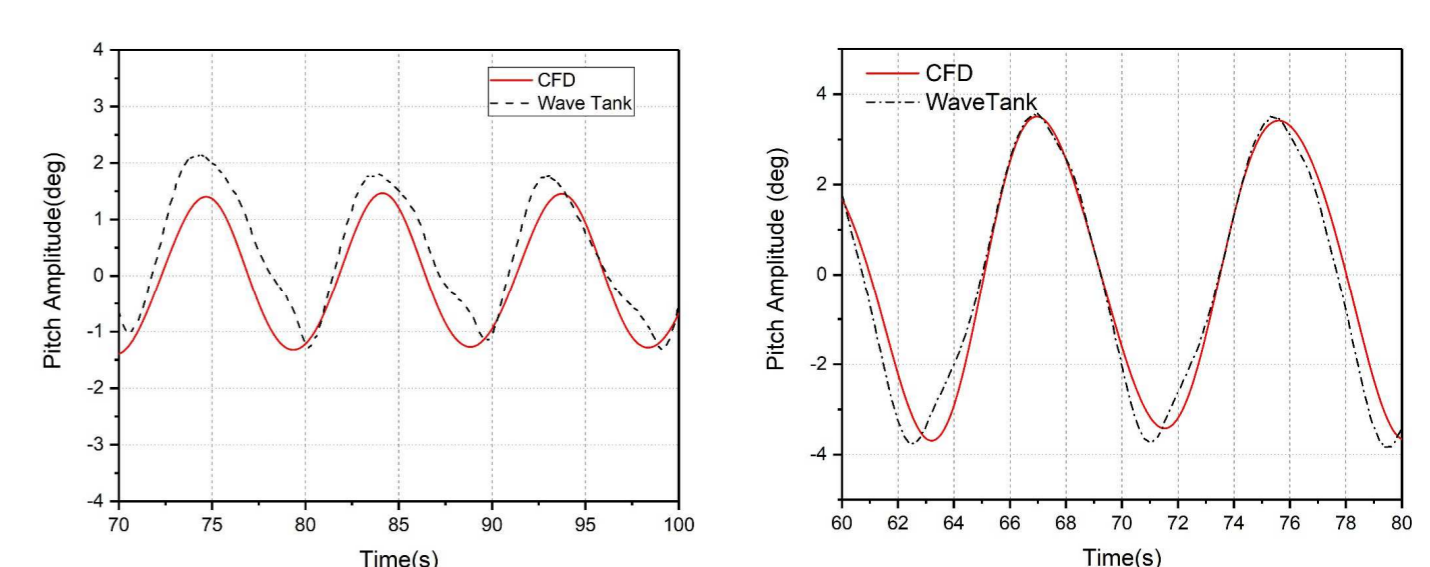 4
3
2
1
0
-1
-2
-3
-4
Pitch Amplitude(deg)
CFD
Wave Tank
70 75 80 85 90 95 100
Time(s)
4
2
0
-2
-4
Pitch Amplitude (deg)
CFD
WaveTank
60 62 64 66 68 70 72 74 76 78 80
Time(s)